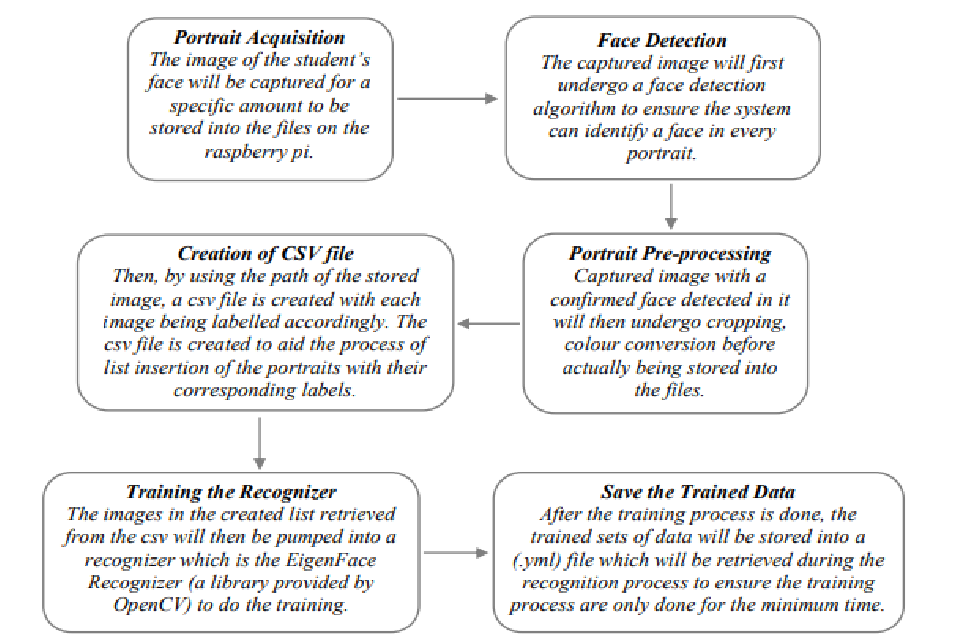 Portrait Acquisition
The image of the student's
face will be captured for a
specific amount to be
stored into the files on the
raspberry pi.
Face Detection
The captured image will first
undergo a face detection
algorithm to ensure the system
can identify a face in every
portrait.
Portrait Pre-processing
Captured image with a
confirmed face detected in it
will then undergo cropping,
colour conversion before
actually being stored into
the files.
Creation of CSV file
Then, by using the path of the stored
image, a csv file is created with each
image being labelled accordingly. The
csv file is created to aid the process of
list insertion of the portraits with their
corresponding labels.
Training the Recognizer
The images in the created list retrieved
from the csv will then be pumped into a
recognizer which is the EigenFace
Recognizer (a library provided by
OpenCV) to do the training.
Save the Trained Data
After the training process is done, the
trained sets of data will be stored into a
(.yml) file which will be retrieved during the
recognition process to ensure the training
process are only done for the minimum time.